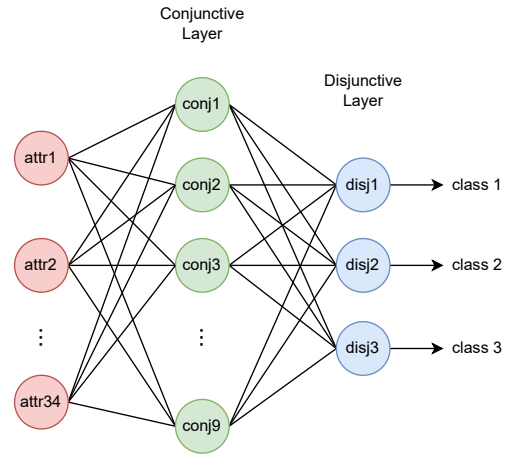 Conjunctive
Layer
Disjunctive
Layer
attr1
attr2
⋮
attr34
conj1
conj2
conj3
⋮
conj9
disj1
disj2
disj3
class 1
class 2
class 3